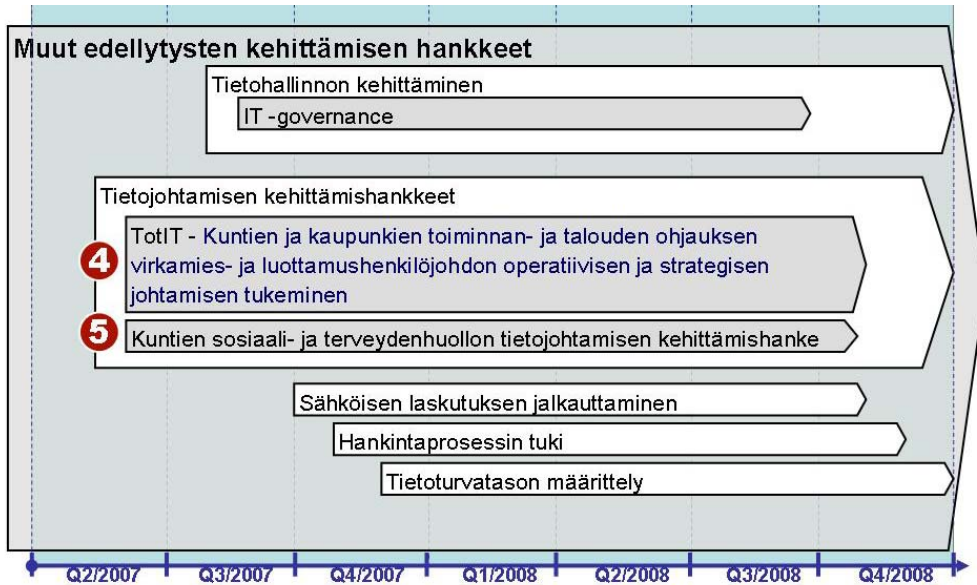 Muut edellytysten kehittämisen hankkeet
Tietohallinnon kehittäminen
IT -governance
Tietojohtamisen kehittämishankkeet
4
TotIT - Kuntien ja kaupunkien toiminnan- ja talouden ohjauksen
virkamies- ja luottamushenkilöjohdon operatiivisen ja strategisen
johtamisen tukeminen
5
Kuntien sosiaali- ja terveydenhuollon tietojohtamisen kehittämishanke
Sähköisen laskutuksen jalkauttaminen
Hankintaprosessin tuki
Tietoturvatason määrittely
Q2/2007 Q3/2007 Q4/2007 Q1/2008 Q2/2008 Q3/2008 Q4/2008